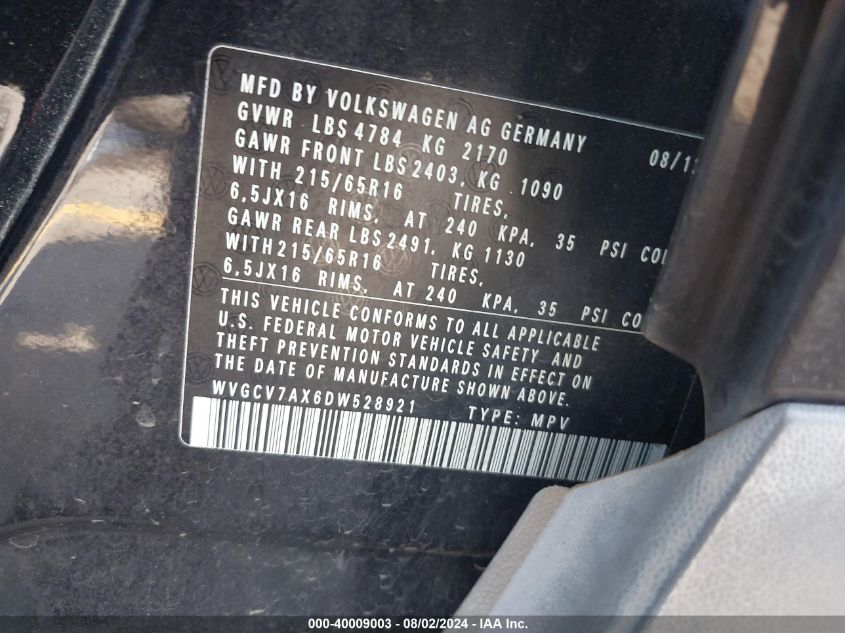 MFD BY VOLKSWAGEN AG GERMANY 08/1
GVWR LBS 4784 KG 2170
GAWR FRONT LBS 2403, KG 1090
WITH 215/65R16 TIRES,
6,5JX16 RIMS, AT 240 KPA, 35 PSI COL
GAWR REAR LBS 2491, KG 1130
WITH215/65R16 TIRES,
6,5JX16 RIMS, AT 240 KPA, 35 PSI CO
THIS VEHICLE CONFORMS TO ALL APPLICABLE
U.S. FEDERAL MOTOR VEHICLE SAFETY AND
THEFT PREVENTION STANDARDS IN EFFECT ON
THE DATE OF MANUFACTURE SHOWN ABOVE.
WVGCV7AX6DW528921 TYPE: MPV
000-40009003 - 08/02/2024 - IAA Inc.